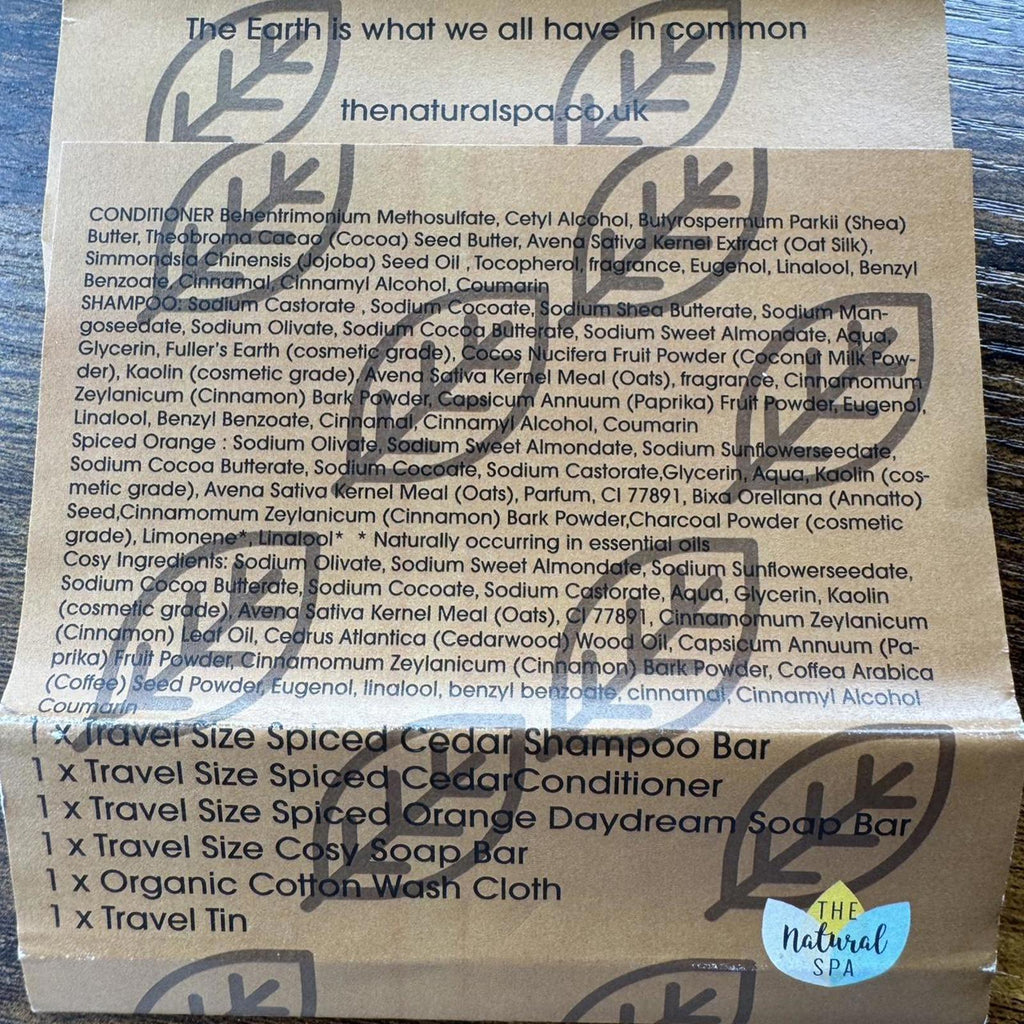 The Earth is what we all have in common
thenaturalspa.co.uk
CONDITIONER Behentrimonium Methosulfate, Cetyl Alcohol, Butyrospermum Parkii (Shea)
Butter, Theobroma Cacao (Cocoa) Seed Butter, Avena Sativa Kernel Extract (Oat Silk),
Simmondsia Chinensis (Jojoba) Seed Oil , Tocopherol, fragrance, Eugenol, Linalool, Benzyl
Benzoate, Cinnamal, Cinnamyl Alcohol, Coumarin
SHAMPOO: Sodium Castorate , Sodium Cocoate, Sodium Shea Butterate, Sodium Man-
goseedate, Sodium Olivate, Sodium Cocoa Butterate, Sodium Sweet Almondate, Aqua,
Glycerin, Fuller's Earth (cosmetic grade), Cocos Nucifera Fruit Powder (Coconut Milk Pow-
der), Kaolin (cosmetic grade), Avena Sativa Kernel Meal (Oats), fragrance, Cinnamomum
Zeylanicum (Cinnamon) Bark Powder, Capsicum Annuum (Paprika) Fruit Powder, Eugenol,
Linalool, Benzyl Benzoate, Cinnamal, Cinnamyl Alcohol, Coumarin
Spiced Orange : Sodium Olivate, Sodium Sweet Almondate, Sodium Sunflowerseedate,
Sodium Cocoa Butterate, Sodium Cocoate, Sodium Castorate,Glycerin, Aqua, Kaolin (cos-
metic grade), Avena Sativa Kernel Meal (Oats), Parfum, CI 77891, Bixa Orellana (Annatto)
Seed,Cinnamomum Zeylanicum (Cinnamon) Bark Powder,Charcoal Powder (cosmetic
grade), Limonene*, Linalool* * Naturally occurring in essential oils
Cosy Ingredients: Sodium Olivate, Sodium Sweet Almondate, Sodium Sunflowerseedate,
Sodium Cocoa Butterate, Sodium Cocoate, Sodium Castorate, Aqua, Glycerin, Kaolin
(cosmetic grade), Avena Sativa Kernel Meal (Oats), CI 77891, Cinnamomum Zeylanicum
(Cinnamon) Leaf Oil, Cedrus Atlantica (Cedarwood) Wood Oil, Capsicum Annuum (Pa-
prika) Fruit Powder, Cinnamomum Zeylanicum (Cinnamon) Bark Powder, Coffea Arabica
(Coffee) Seed Powder, Eugenol, linalool, benzyl benzoate, cinnamal, Cinnamyl Alcohol
Coumarin
1 x Travel Size Spiced Cedar Shampoo Bar
1 x Travel Size Spiced CedarConditioner
1 x Travel Size Spiced Orange Daydream Soap Bar
1 x Travel Size Cosy Soap Bar
1 x Organic Cotton Wash Cloth
1 x Travel Tin
THE
Natural
SPA